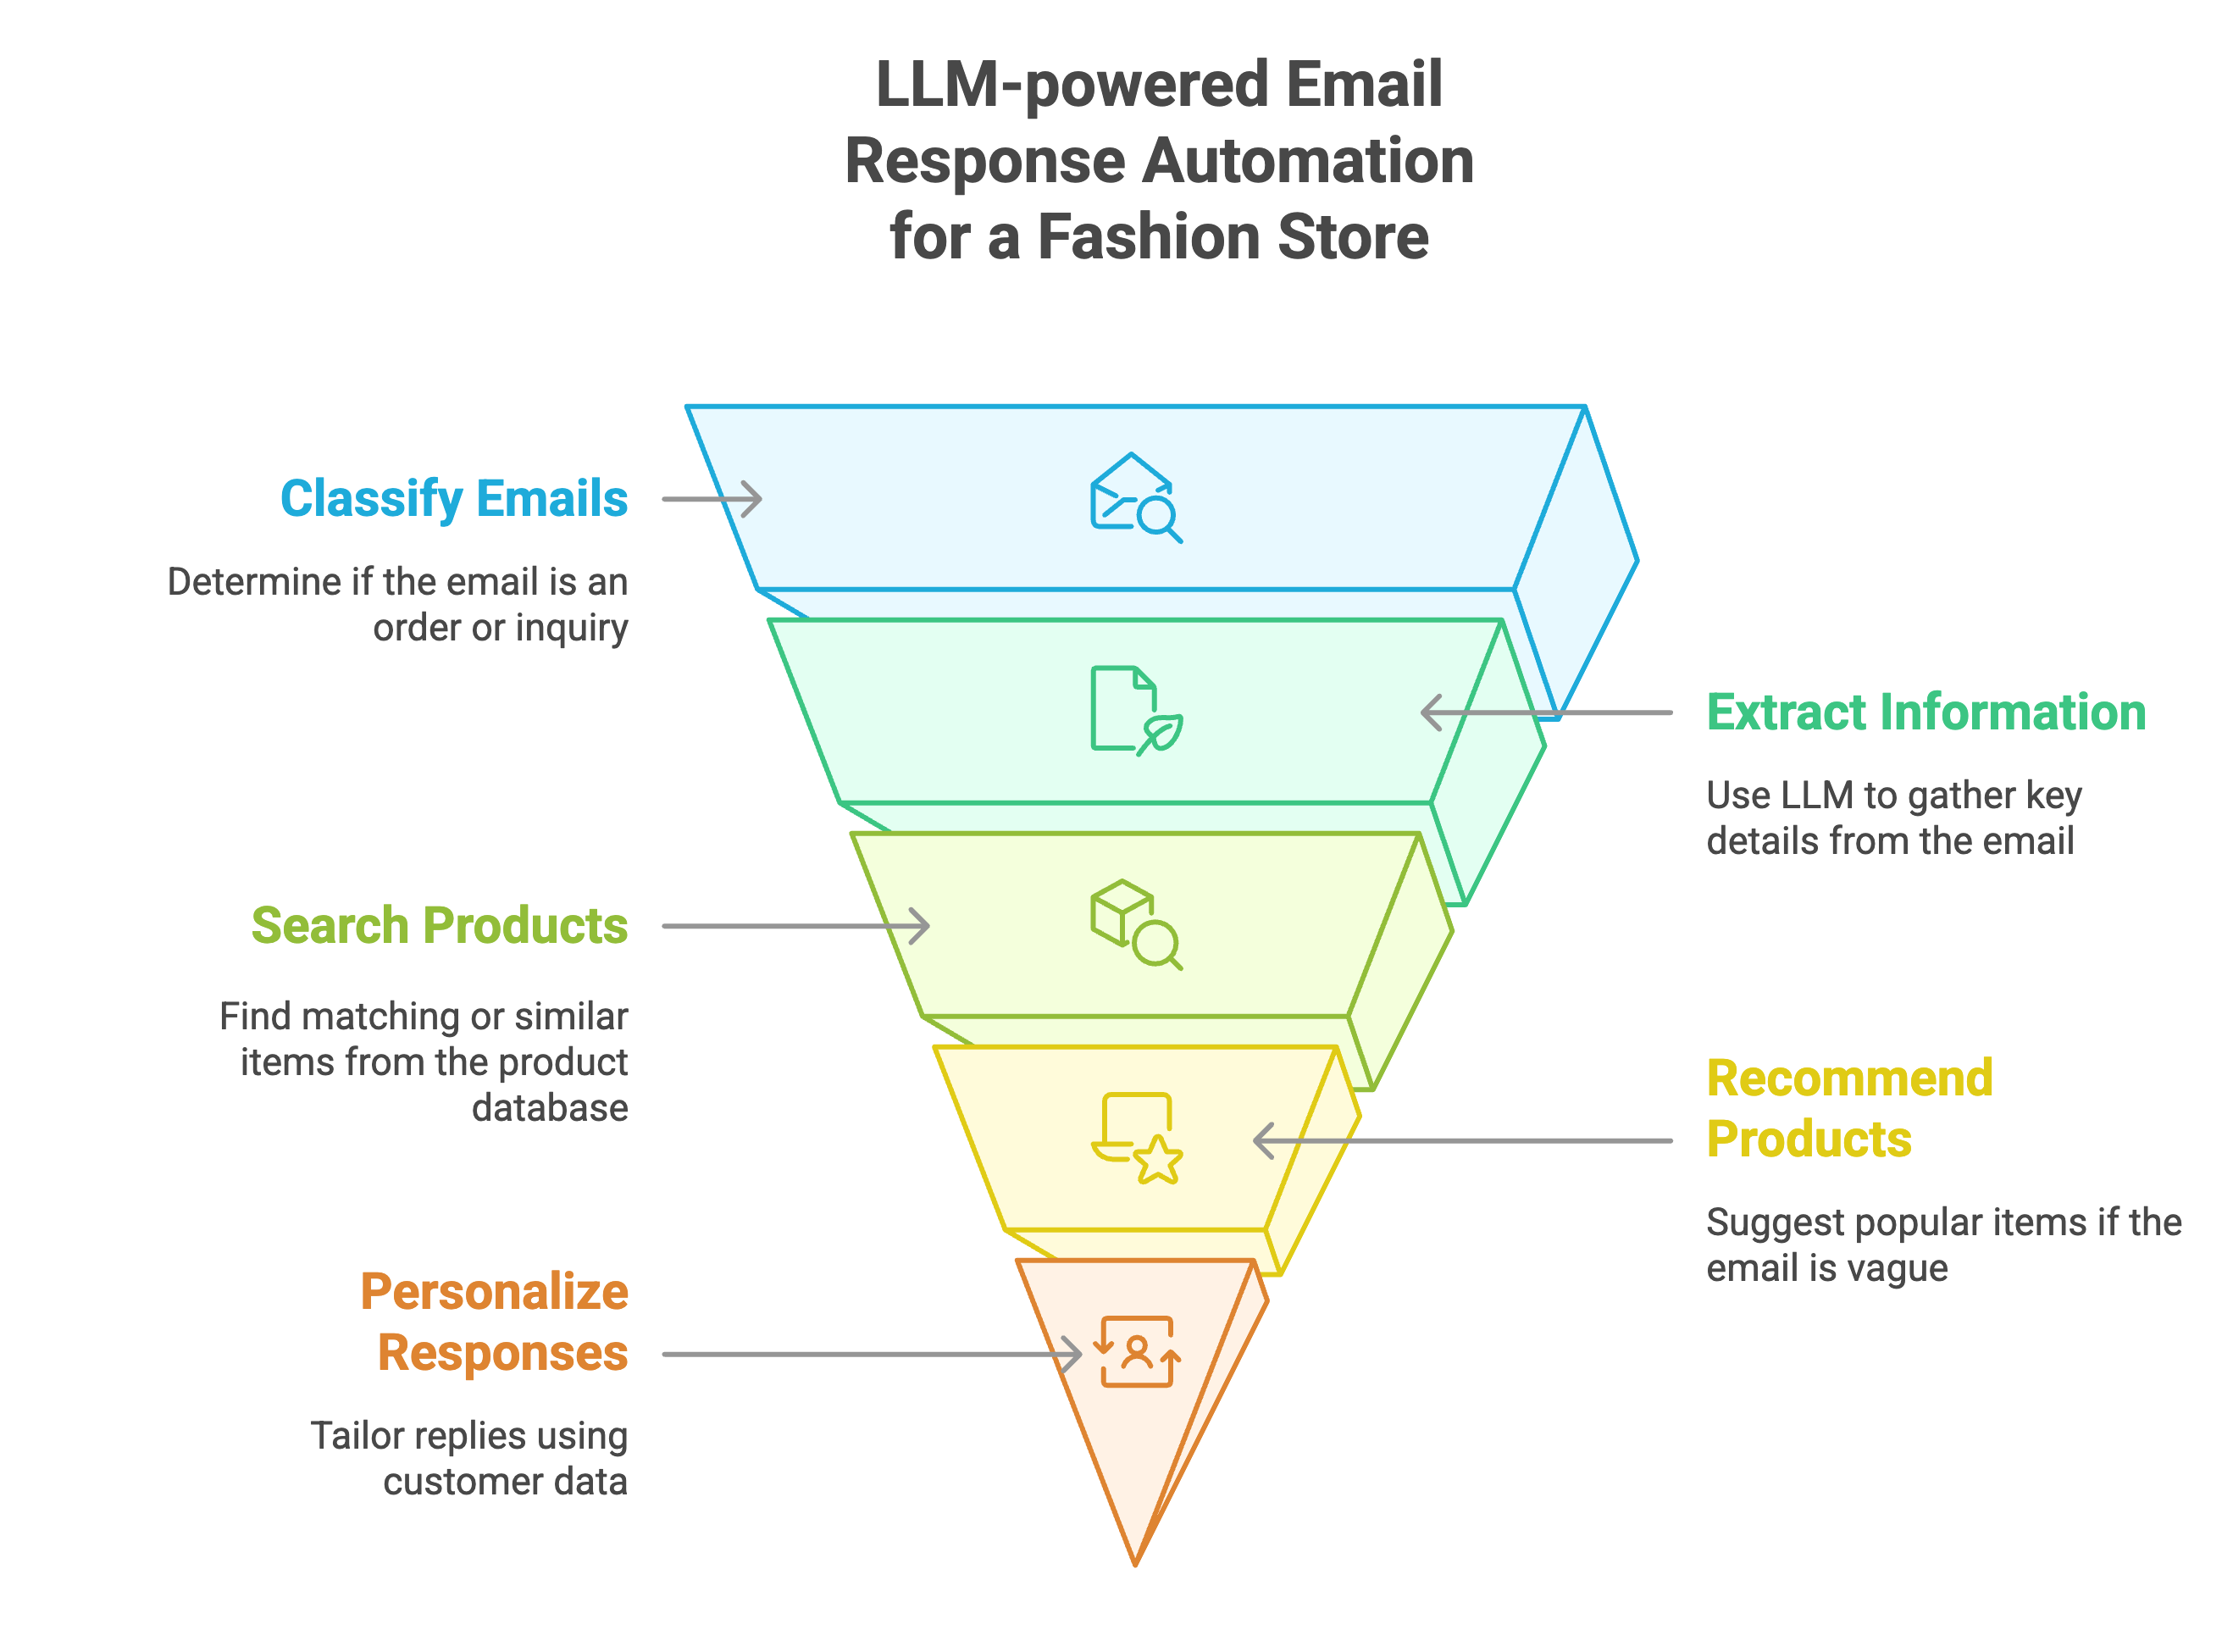 LLM-powered Email
Response Automation
for a Fashion Store
Classify Emails
Determine if the email is an
order or inquiry
Extract Information
Use LLM to gather key
details from the email
Search Products
Find matching or similar
items from the product
database
Recommend
Products
Suggest popular items if the
email is vague
Personalize
Responses
Tailor replies using
customer data